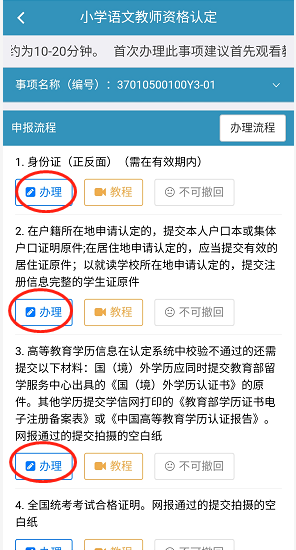 小学语文教师资格认定
约为10-20分钟。 首次办理此事项建议首先观看教
事项名称（编号）：37010500100Y3-01
申报流程 办理流程
1. 身份证（正反面）（需在有效期内）
办理 教程 不可撤回
2. 在户籍所在地申请认定的，提交本人户口本或集体
户口证明原件;在居住地申请认定的，应当提交有效的
居住证原件；以就读学校所在地申请认定的，提交注
册信息完整的学生证原件
办理 教程 不可撤回
3. 高等教育学历信息在认定系统中校验不通过的还需
提交以下材料：国（境）外学历应同时提交教育部留
学服务中心出具的《国（境）外学历认证书》的原
件。其他学历提交学信网打印的《教育部学历证书电
子注册备案表》或《中国高等教育学历认证报告》。
网报通过的提交拍摄的空白纸
办理 教程 不可撤回
4. 全国统考考试合格证明。网报通过的提交拍摄的空
白纸
办理 教程 不可撤回